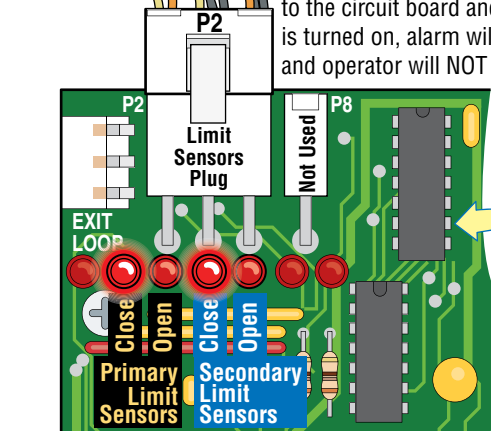 to the circuit board and
is turned on, alarm wil
and operator will NOT
P2
P2
P8
Limit
Sensors
Plug
Not Used
EXIT
LOOP
Close
Open
Close
Open
Primary
Limit
Sensors
Secondary
Limit
Sensors